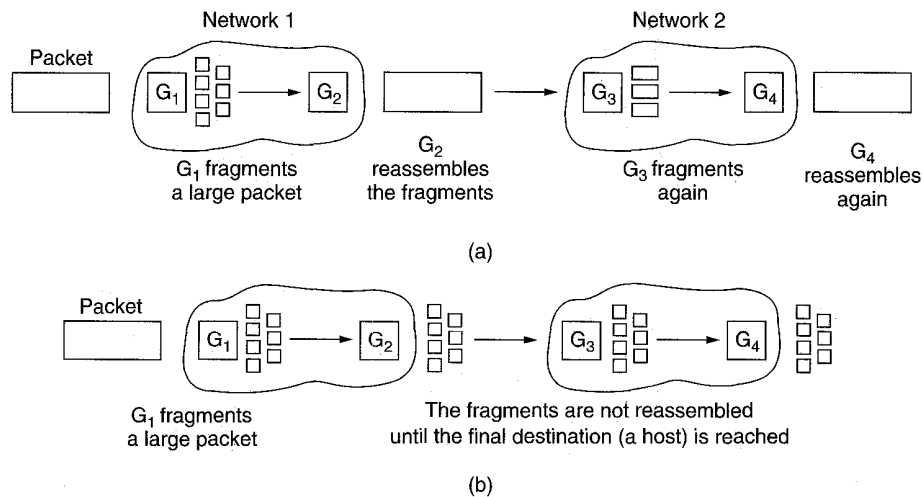 Network 1
Network 2
Packet
G1
G2
G3
G4
G1 fragments
a large packet
G2
reassembles
the fragments
G3 fragments
again
G4
reassembles
again
(a)
Packet
G1
G2
G3
G4
G1 fragments
a large packet
The fragments are not reassembled
until the final destination (a host) is reached
(b)